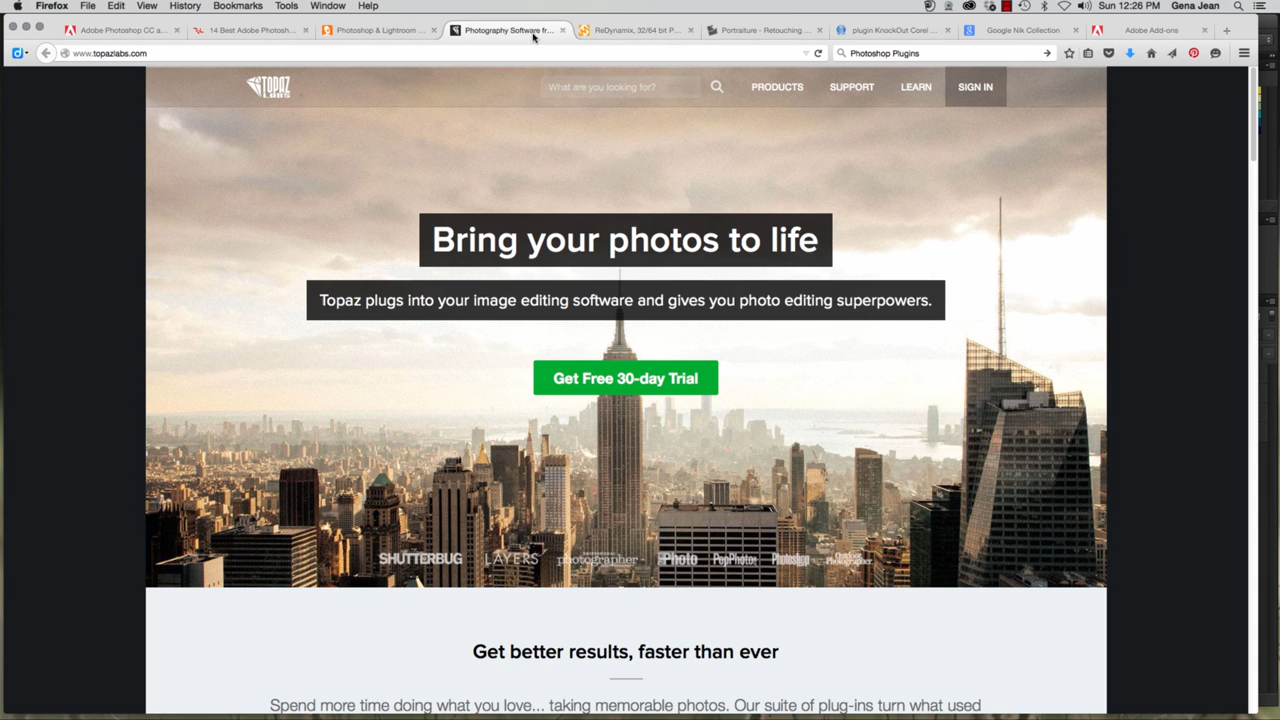 Firefox File Edit View History Bookmarks Tools Window Help Sun 12:26 PM Gena Jean
Adobe Photoshop CC a... 14 Best Adobe Photosh... Photoshop & Lightroom ... Photography Software fr... ReDynamix, 32/64 bit P... Portraiture - Retouching ... plugin KnockOut Corel ... Google Nik Collection Adobe Add-ons
www.topazlabs.com Photoshop Plugins
TOPAZ LABS What are you looking for? PRODUCTS SUPPORT LEARN SIGN IN
Bring your photos to life
Topaz plugs into your image editing software and gives you photo editing superpowers.
Get Free 30-day Trial
SHUTTERBUG LAYERS photographer Photo PopPhoto Photoshop Outdoor Photographer
Get better results, faster than ever
Spend more time doing what you love... taking memorable photos. Our suite of plug-ins turn what used